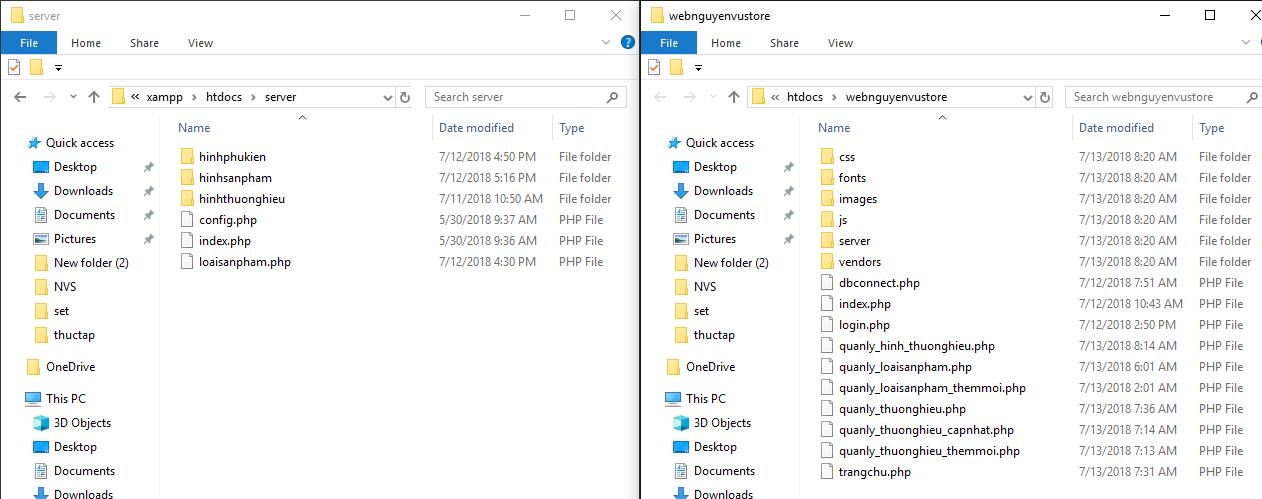 server
File Home Share View
« xampp > htdocs > server
Search server
Name Date modified Type
Quick access
Desktop
Downloads
Documents
Pictures
New folder (2)
NVS
set
thuctap
OneDrive
This PC
3D Objects
Desktop
Documents
Downloads
hinhphukien 7/12/2018 4:50 PM File folder
hinhsanpham 7/12/2018 5:16 PM File folder
hinhthuonghieu 7/11/2018 10:50 AM File folder
config.php 5/30/2018 9:37 AM PHP File
index.php 5/30/2018 9:36 AM PHP File
loaisanpham.php 7/12/2018 4:30 PM PHP File
webnguyenvustore
File Home Share View
« htdocs > webnguyenvustore
Search webnguyenvustore
Name Date modified Type
Quick access
Desktop
Downloads
Documents
Pictures
New folder (2)
NVS
set
thuctap
OneDrive
This PC
3D Objects
Desktop
Documents
Downloads
css 7/13/2018 8:20 AM File folder
fonts 7/13/2018 8:20 AM File folder
images 7/13/2018 8:20 AM File folder
js 7/13/2018 8:20 AM File folder
server 7/13/2018 8:20 AM File folder
vendors 7/13/2018 8:20 AM File folder
dbconnect.php 7/12/2018 7:51 AM PHP File
index.php 7/12/2018 10:43 AM PHP File
login.php 7/12/2018 2:50 PM PHP File
quanly_hinh_thuonghieu.php 7/13/2018 8:14 AM PHP File
quanly_loaisanpham.php 7/13/2018 6:01 AM PHP File
quanly_loaisanpham_themmoi.php 7/13/2018 2:01 AM PHP File
quanly_thuonghieu.php 7/13/2018 7:36 AM PHP File
quanly_thuonghieu_capnhat.php 7/13/2018 7:14 AM PHP File
quanly_thuonghieu_themmoi.php 7/13/2018 7:13 AM PHP File
trangchu.php 7/13/2018 7:31 AM PHP File